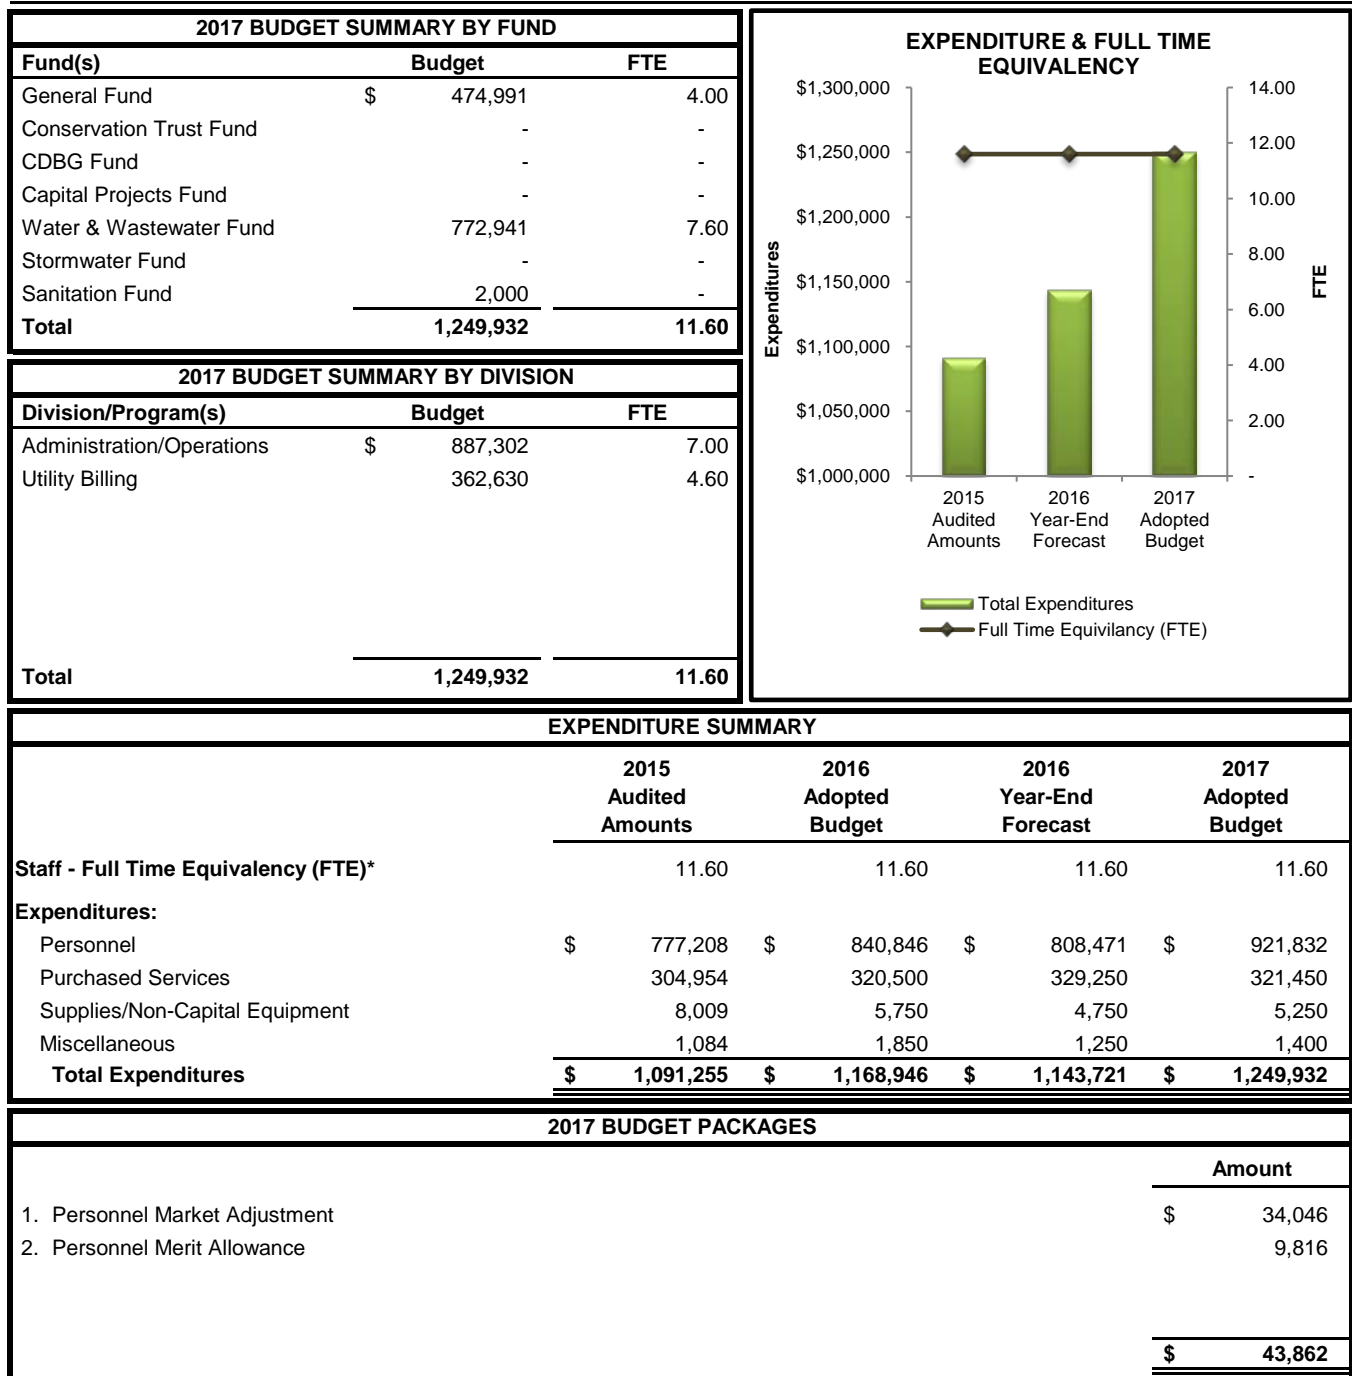 2017 BUDGET SUMMARY BY FUND
Fund(s) Budget FTE
General Fund $ 474,991 4.00
Conservation Trust Fund - -
CDBG Fund - -
Capital Projects Fund - -
Water & Wastewater Fund 772,941 7.60
Stormwater Fund - -
Sanitation Fund 2,000 -
Total 1,249,932 11.60
2017 BUDGET SUMMARY BY DIVISION
Division/Program(s) Budget FTE
Administration/Operations $ 887,302 7.00
Utility Billing 362,630 4.60
Total 1,249,932 11.60
EXPENDITURE & FULL TIME
EQUIVALENCY
$1,300,000
$1,250,000
$1,200,000
$1,150,000
$1,100,000
$1,050,000
$1,000,000
Expenditures
14.00
12.00
10.00
8.00
6.00
4.00
2.00
-
FTE
2015 2016 2017
Audited Year-End Adopted
Amounts Forecast Budget
Total Expenditures
Full Time Equivilancy (FTE)
EXPENDITURE SUMMARY
2015 2016 2016 2017
Audited Adopted Year-End Adopted
Amounts Budget Forecast Budget
Staff - Full Time Equivalency (FTE)* 11.60 11.60 11.60 11.60
Expenditures:
Personnel $ 777,208 $ 840,846 $ 808,471 $ 921,832
Purchased Services 304,954 320,500 329,250 321,450
Supplies/Non-Capital Equipment 8,009 5,750 4,750 5,250
Miscellaneous 1,084 1,850 1,250 1,400
Total Expenditures $ 1,091,255 $ 1,168,946 $ 1,143,721 $ 1,249,932
2017 BUDGET PACKAGES
Amount
1. Personnel Market Adjustment $ 34,046
2. Personnel Merit Allowance 9,816
$ 43,862